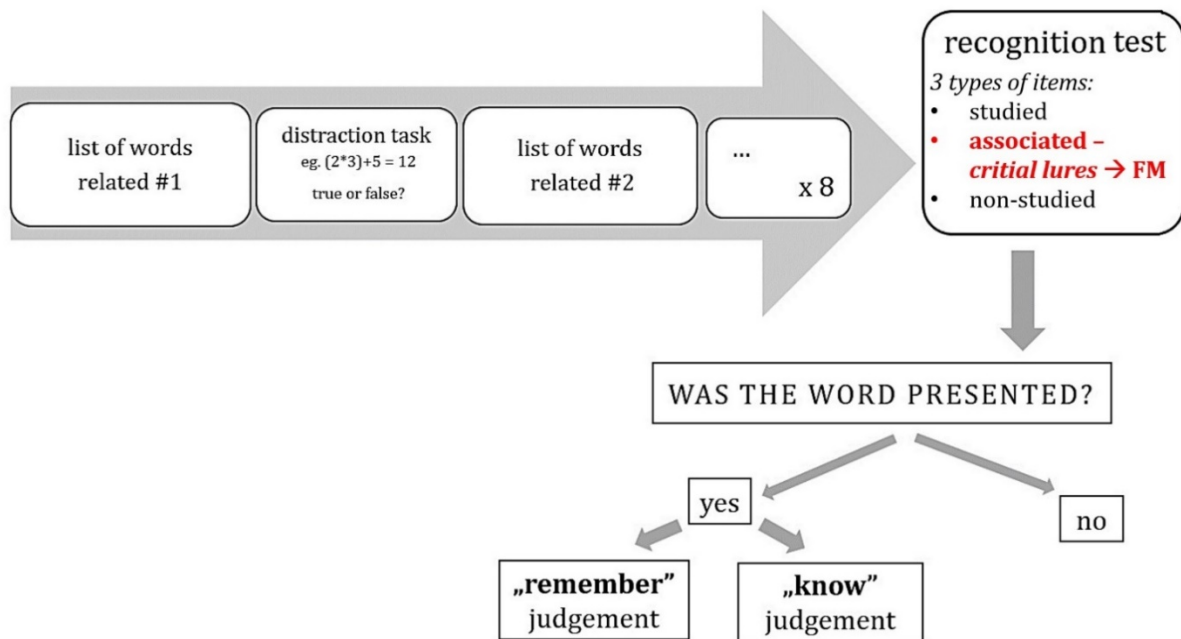 list of words
related #1
distraction task
eg. (2*3)+5 = 12
true or false?
list of words
related #2
...
x 8
recognition test
3 types of items:
• studied
• associated –
critial lures → FM
• non-studied
WAS THE WORD PRESENTED?
yes
no
„remember”
judgement
„know”
judgement